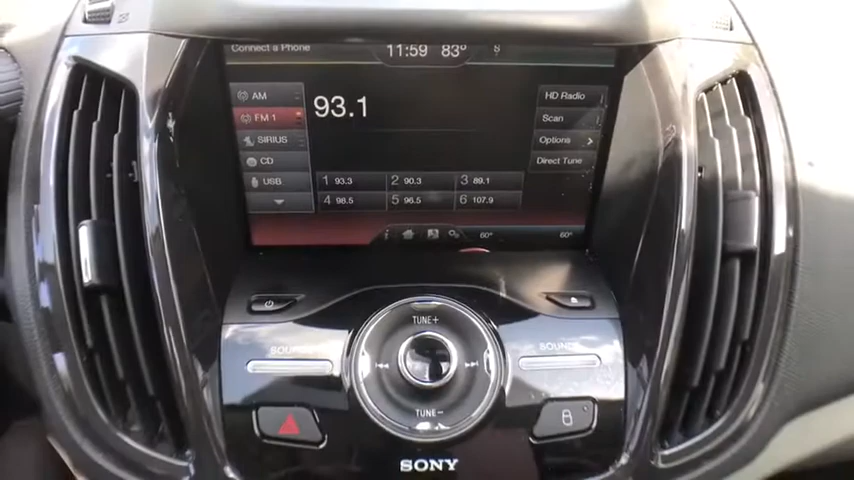 Connect a Phone 11:59 83°
AM
FM 1
SIRIUS
CD
USB
93.1
HD Radio
Scan
Options
Direct Tune
1 93.3 2 90.3 3 89.1
4 98.5 5 96.5 6 107.9
60° 60°
TUNE+
SOUND
TUNE−
SONY